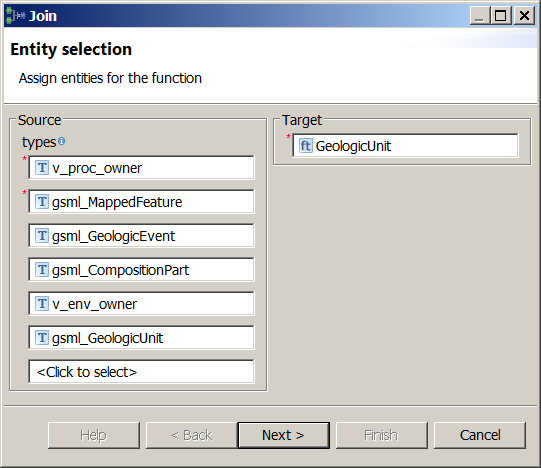 Join
Entity selection
Assign entities for the function
Source
types
* T v_proc_owner
* T gsml_MappedFeature
T gsml_GeologicEvent
T gsml_CompositionPart
T v_env_owner
T gsml_GeologicUnit
<Click to select>
Target
* ft GeologicUnit
Help
< Back
Next >
Finish
Cancel